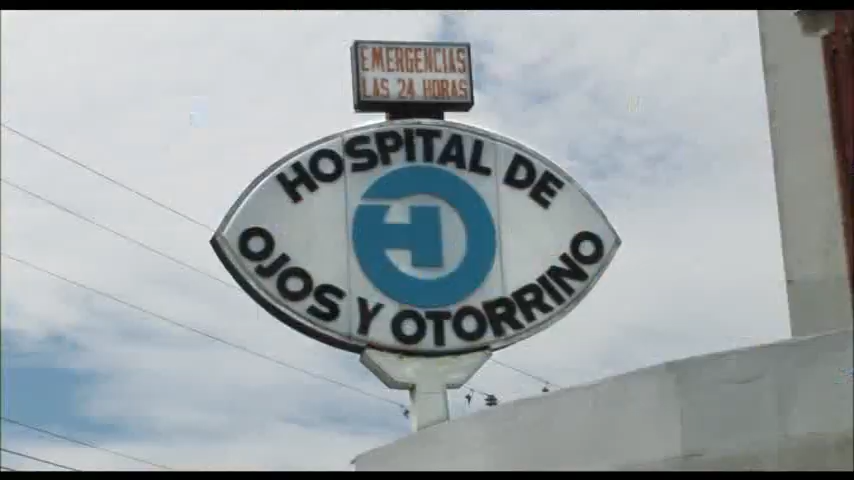 EMERGENCIAS
LAS 24 HORAS
HOSPITAL DE
H
OJOS Y OTORRINO